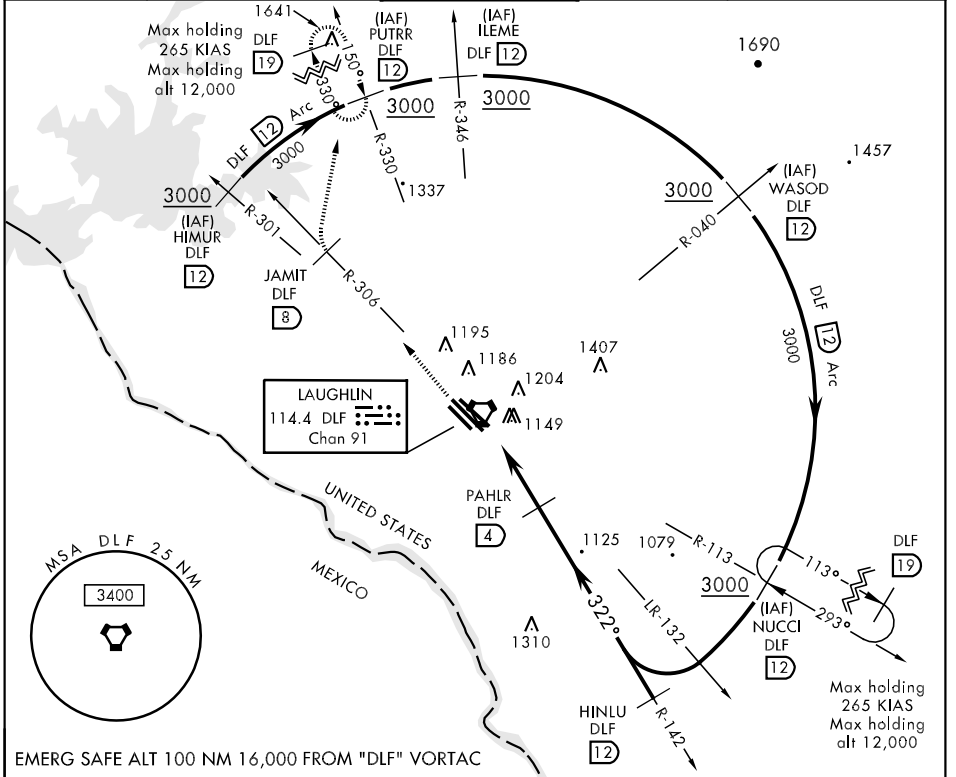 1641
Max holding
265 KIAS
Max holding
alt 12,000
DLF
19
150°
330°
(IAF)
PUTRR
DLF
12
3000
(IAF)
ILEME
DLF 12
3000
1690
DLF 12 Arc
3000
R-346
R-330
1337
1457
3000
(IAF)
HIMUR
DLF
12
R-301
3000
(IAF)
WASOD
DLF
12
R-040
JAMIT
DLF
8
R-306
DLF 12 Arc
3000
1195
1186
1407
1204
1149
LAUGHLIN
114.4 DLF
Chan 91
PAHLR
DLF
4
UNITED STATES
MEXICO
1125
1079
R-113
113°
293°
DLF
19
3000
(IAF)
NUCCI
DLF
12
LR-132
322°
1310
MSA DLF 25 NM
3400
HINLU
DLF
12
R-142
Max holding
265 KIAS
Max holding
alt 12,000
EMERG SAFE ALT 100 NM 16,000 FROM "DLF" VORTAC